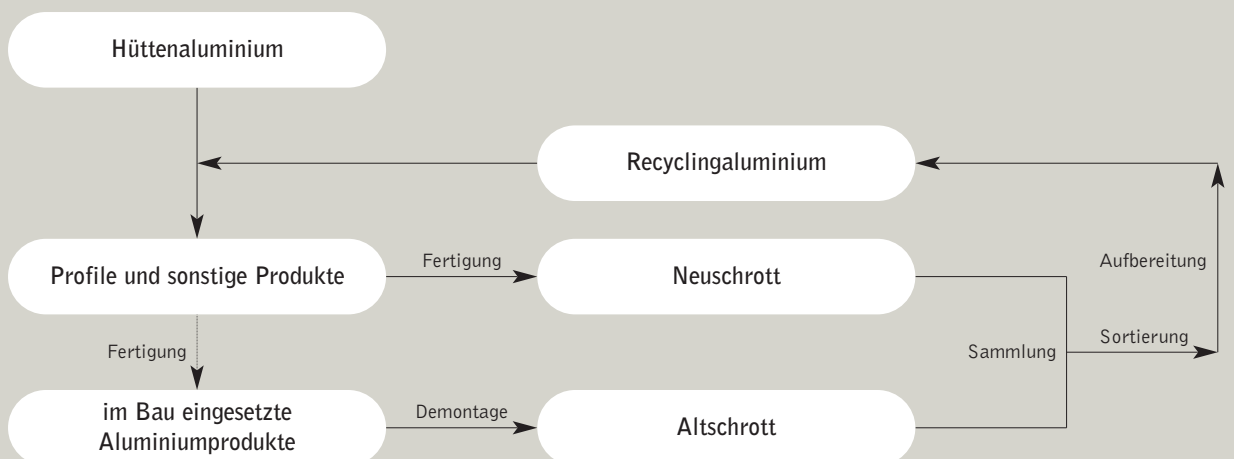 Hüttenaluminium
Recyclingaluminium
Profile und sonstige Produkte
Fertigung
Neuschrott
Aufbereitung
Fertigung
Sammlung
Sortierung
im Bau eingesetzte
Aluminiumprodukte
Demontage
Altschrott